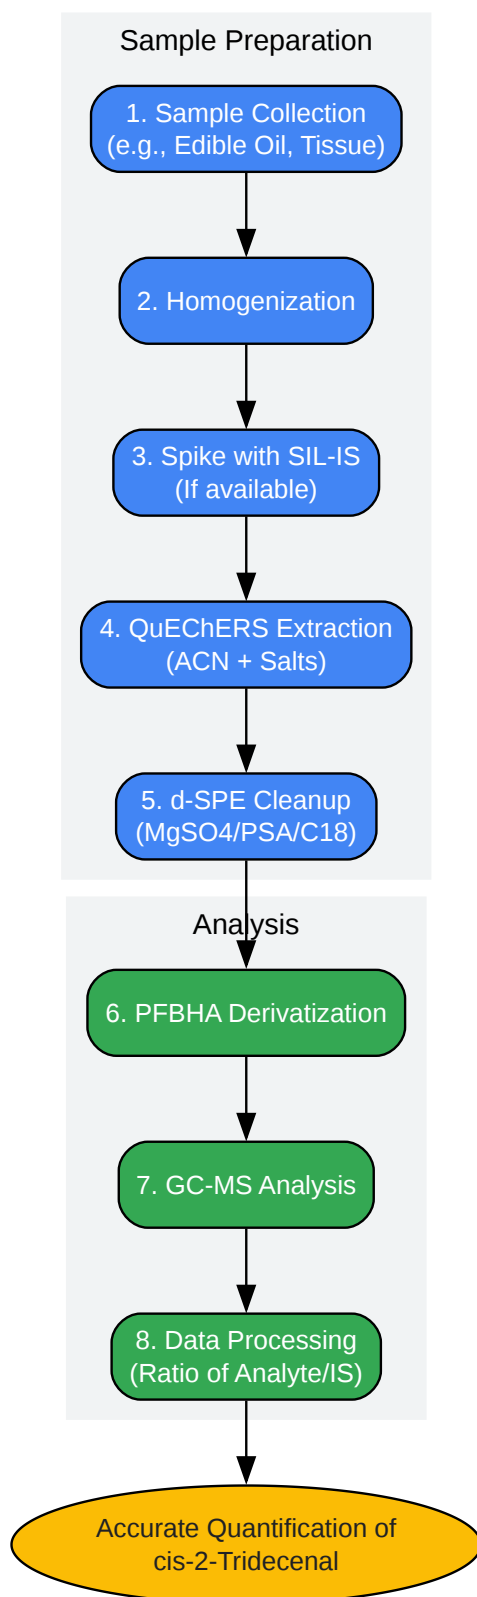 Sample Preparation
1. Sample Collection
(e.g., Edible Oil, Tissue)
2. Homogenization
3. Spike with SIL-IS
(If available)
4. QuEChERS Extraction
(ACN + Salts)
5. d-SPE Cleanup
(MgSO4/PSA/C18)
Analysis
6. PFBHA Derivatization
7. GC-MS Analysis
8. Data Processing
(Ratio of Analyte/IS)
Accurate Quantification of
cis-2-Tridecenal